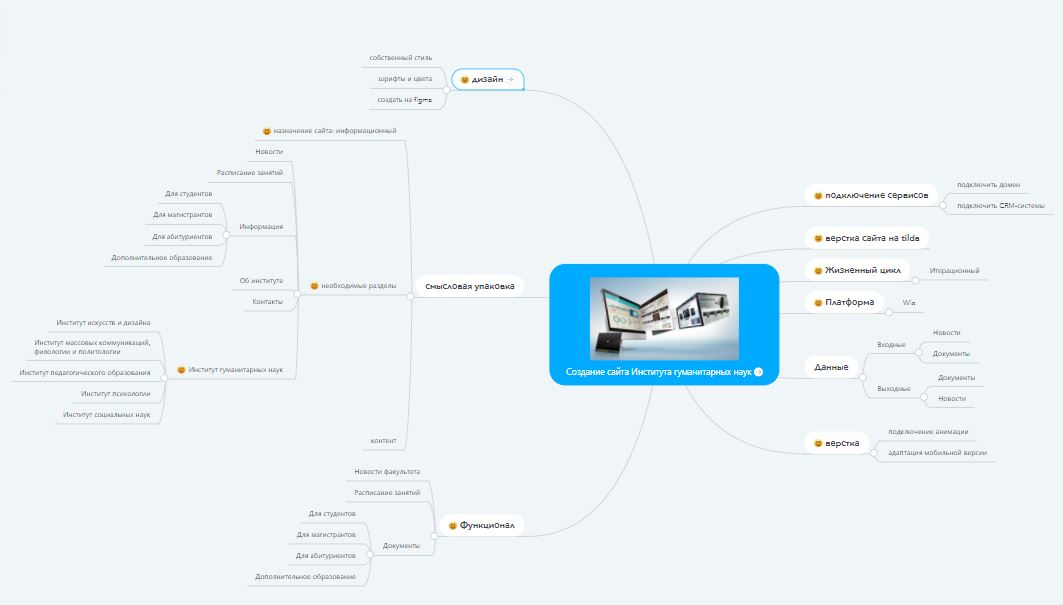 собственный стиль
шрифты и цвета
создать на figma
дизайн
назначение сайта: информационный
Новости
Расписание занятий
Для студентов
Для магистрантов
Для абитуриентов
Дополнительное образование
Информация
Об институте
Контакты
необходимые разделы
смысловая упаковка
Институт искусств и дизайна
Институт массовых коммуникаций,
филологии и политологии
Институт педагогического образования
Институт психологии
Институт социальных наук
Институт гуманитарных наук
контент
Новости факультета
Расписание занятий
Для студентов
Для магистрантов
Для абитуриентов
Дополнительное образование
Документы
Функционал
Создание сайта Института гуманитарных наук
подключение сервисов
подключить домен
подключить CRM-системы
верстка сайта на tilda
Жизненный цикл
Итерационный
Платформа
Wix
Данные
Входные
Новости
Документы
Выходные
Документы
Новости
верстка
подключение анимации
адаптация мобильной версии